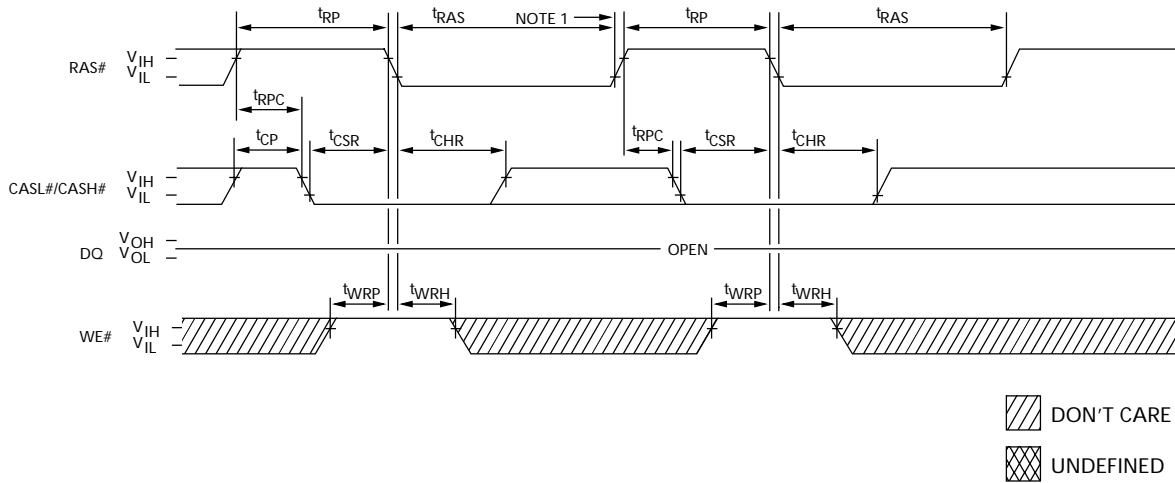 tRP tRAS NOTE 1 tRP tRAS
RAS# VIH
VIL
tRPC
tCP tCSR tCHR tRPC tCSR tCHR
CASL#/CASH# VIH
VIL
DQ VOH
VOL
OPEN
tWRP tWRH tWRP tWRH
WE# VIH
VIL
DON'T CARE
UNDEFINED